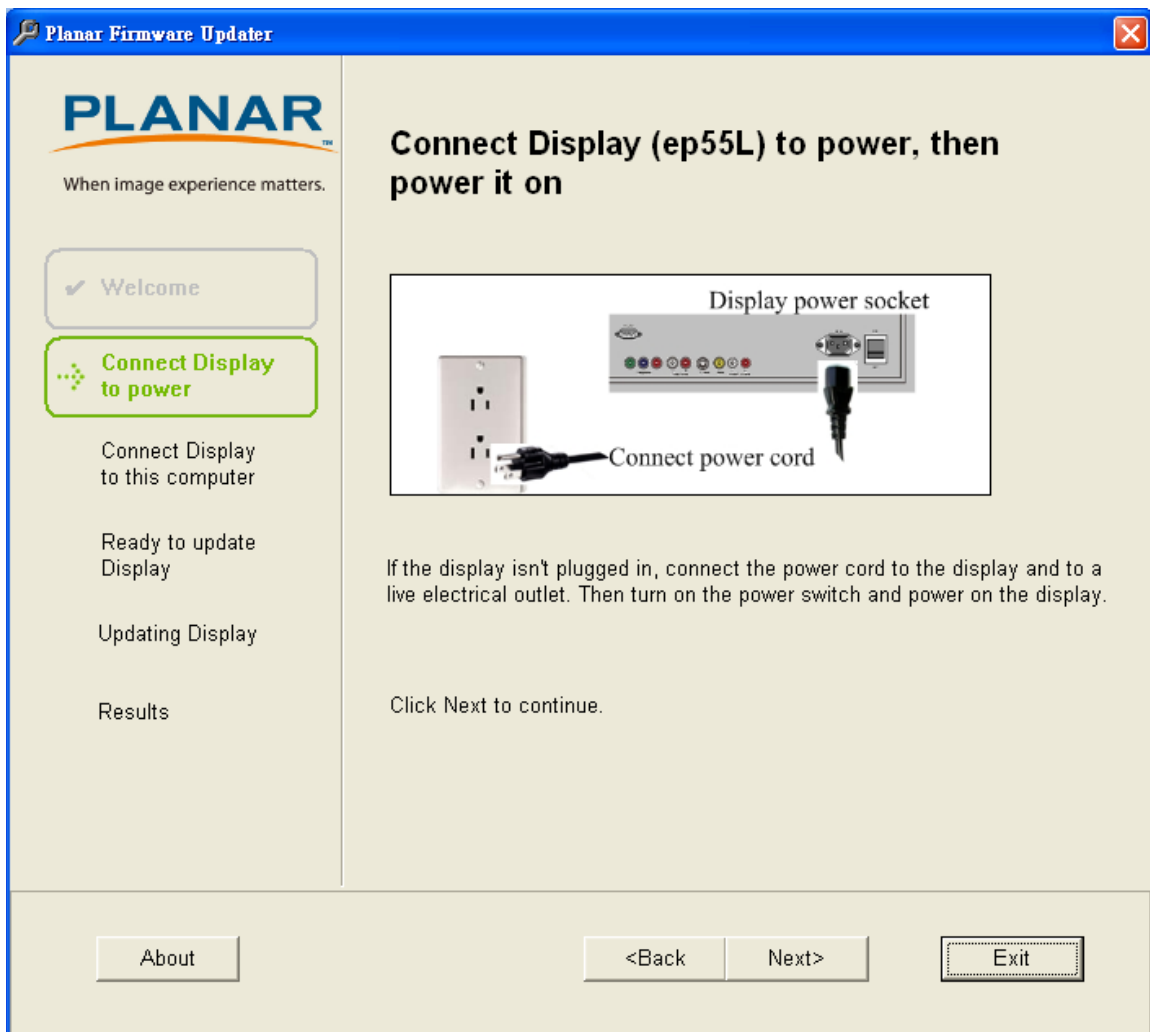 Planar Firmware Updater
PLANAR
TM
When image experience matters.
✔ Welcome
Connect Display
to power
Connect Display
to this computer
Ready to update
Display
Updating Display
Results
Connect Display (ep55L) to power, then
power it on
Display power socket
Connect power cord
If the display isn't plugged in, connect the power cord to the display and to a
live electrical outlet. Then turn on the power switch and power on the display.
Click Next to continue.
About
<Back
Next>
Exit